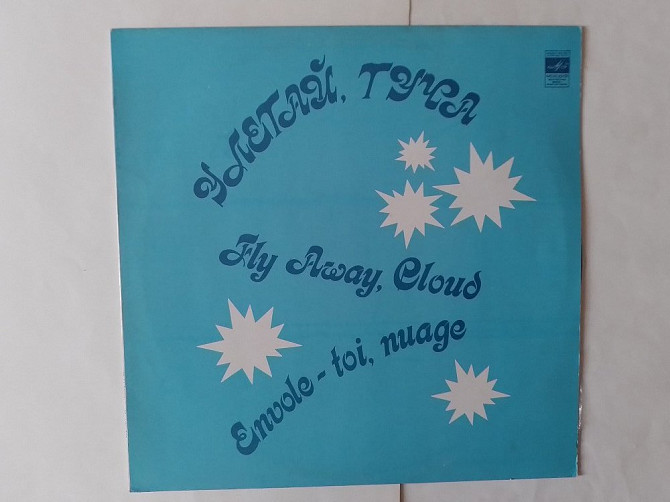 УЛЕТАЙ, ТУЧА
Fly Away, Cloud
Envole-toi, nuage